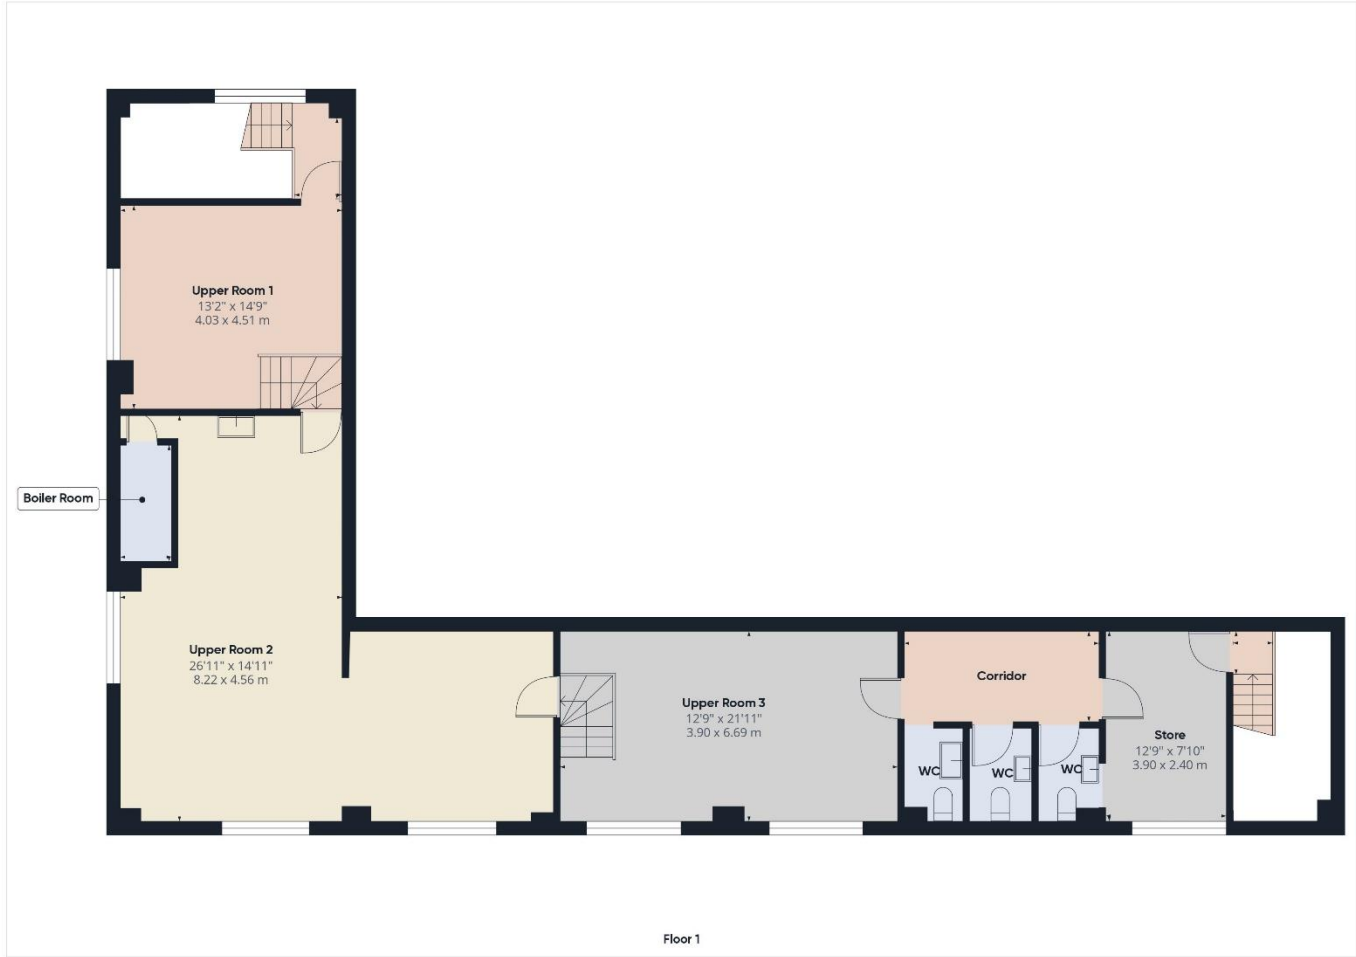 Upper Room 1
13'2" x 14'9"
4.03 x 4.51 m
Boiler Room
Upper Room 2
26'11" x 14'11"
8.22 x 4.56 m
Upper Room 3
12'9" x 21'11"
3.90 x 6.69 m
Corridor
WC
WC
WC
Store
12'9" x 7'10"
3.90 x 2.40 m
Floor 1